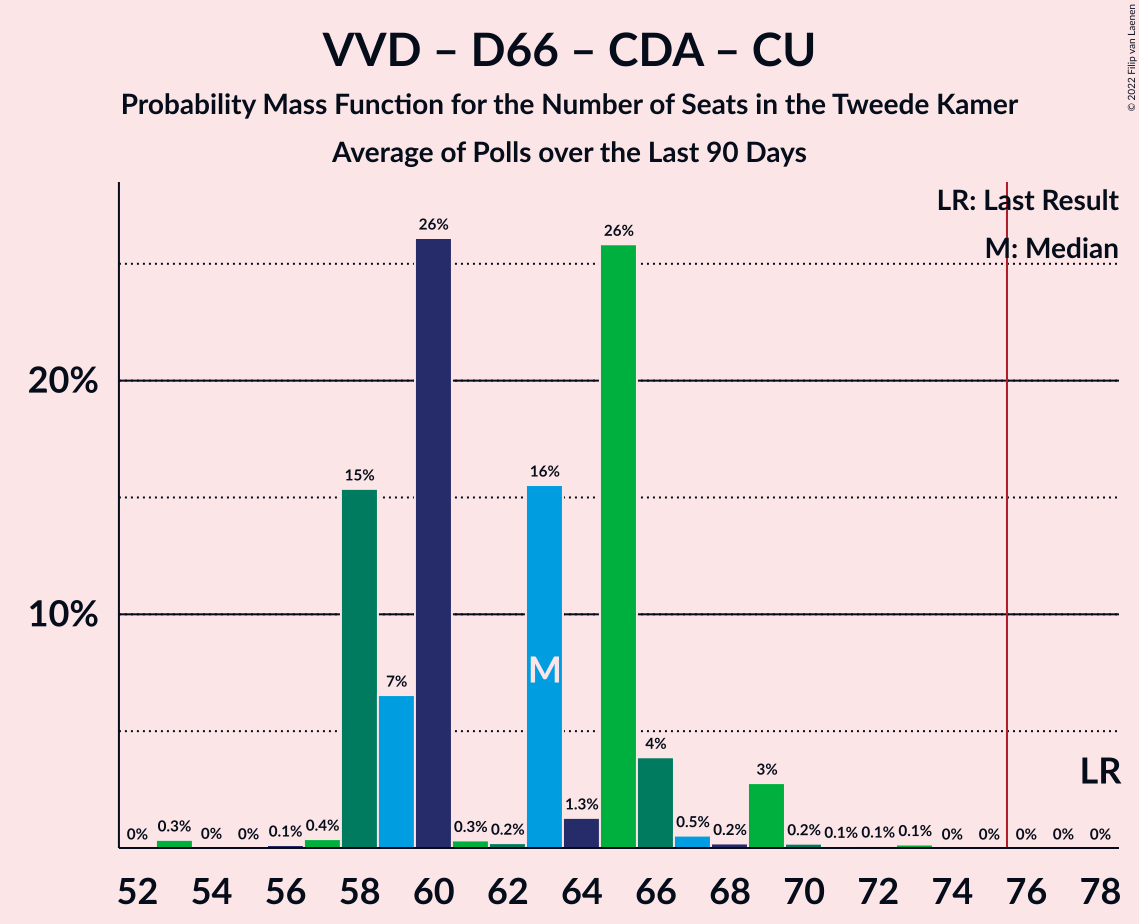 VVD – D66 – CDA – CU
Probability Mass Function for the Number of Seats in the Tweede Kamer
Average of Polls over the Last 90 Days
© 2022 Filip van Laenen
LR: Last Result
M: Median
20%
10%
0% 0.3% 0% 0% 0.1% 0.4% 15% 7% 26% 0.3% 0.2% 16% 1.3% 26% 4% 0.5% 0.2% 3% 0.2% 0.1% 0.1% 0.1% 0% 0% 0% 0% 0%
M
LR
52 54 56 58 60 62 64 66 68 70 72 74 76 78